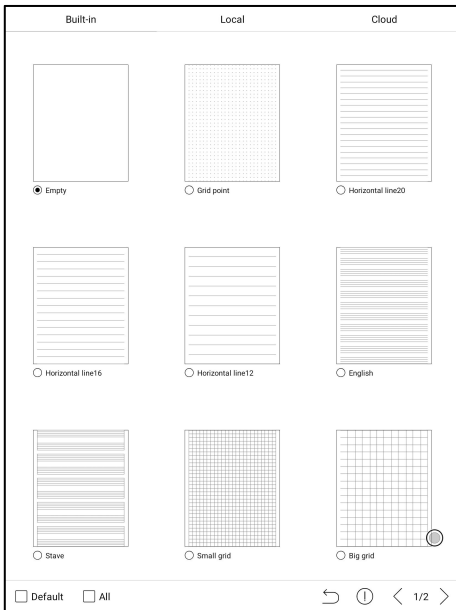 Built-in Local Cloud
Empty Grid point Horizontal line20
Horizontal line16 Horizontal line12 English
Stave Small grid Big grid
Default All 1/2